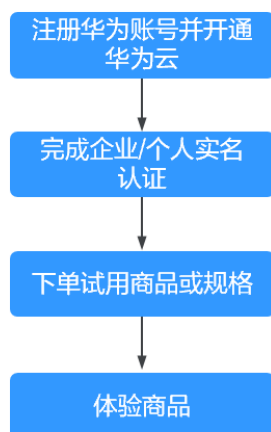 注册华为账号并开通
华为云
完成企业/个人实名
认证
下单试用商品或规格
体验商品